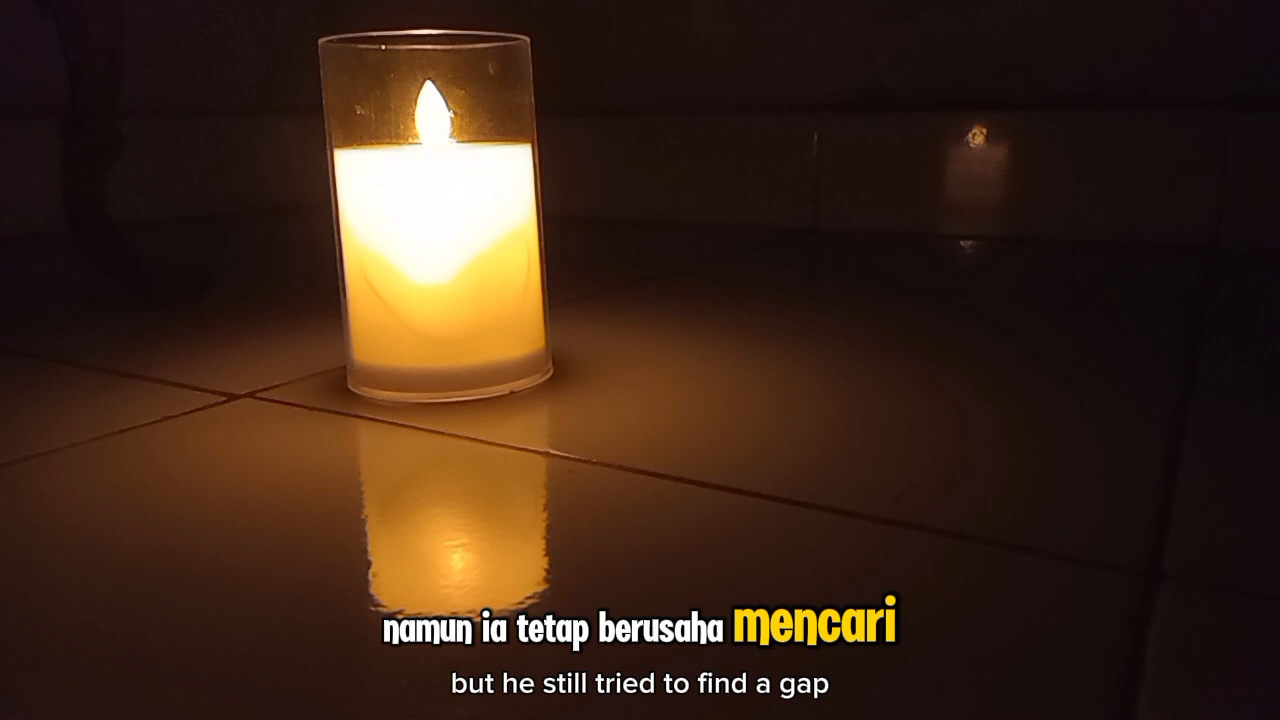 namun ia tetap berusaha mencari
but he still tried to find a gap